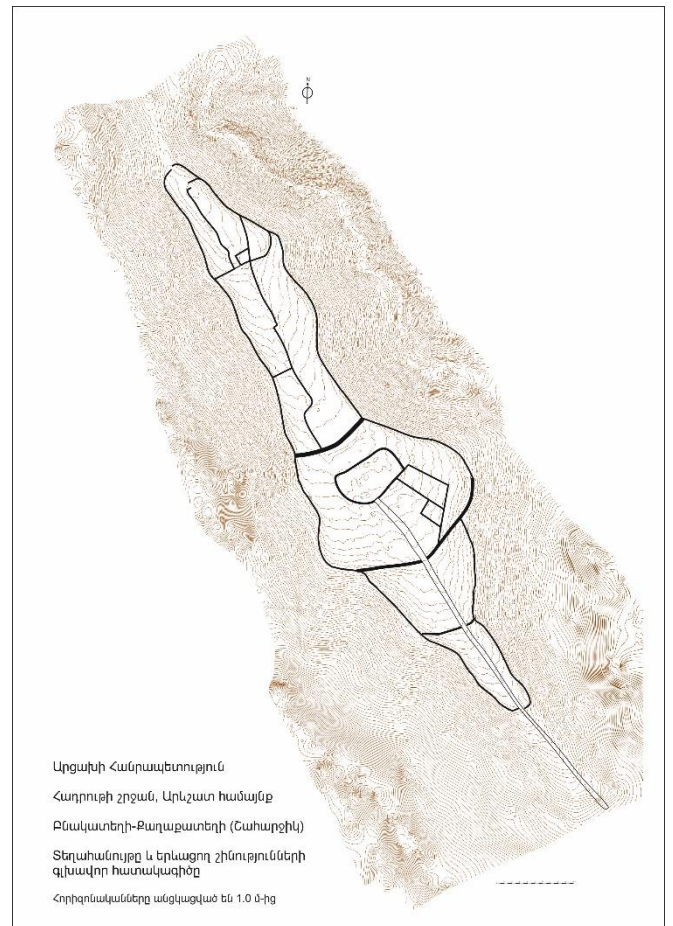 N
Արցախի Հանրապետություն
Հադրութի շրջան, Արևշատ համայնք
Բնակատեղի-Քաղաքատեղի (Շահարջիկ)
Տեղահանույթը և երևացող շինությունների
գլխավոր հատակագիծը
Հորիզոնականները անցկացված են 1.0 մ-ից